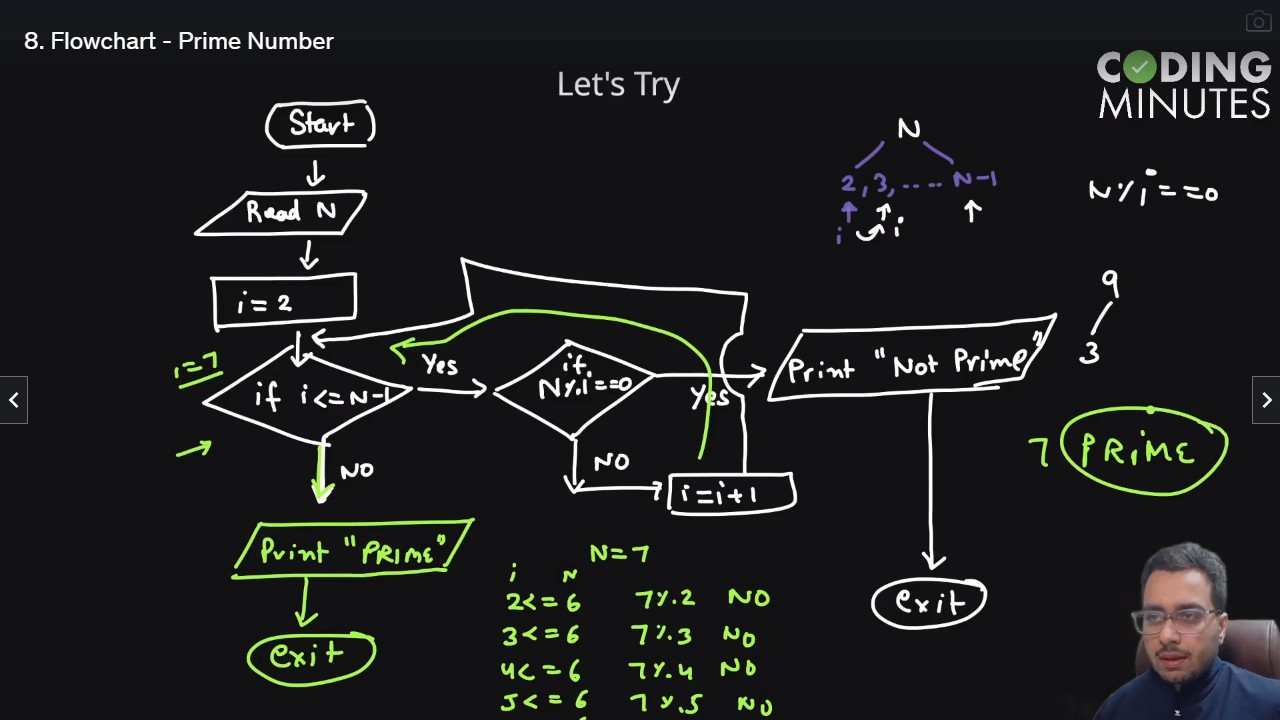 8. Flowchart - Prime Number
CODING
MINUTES
Let's Try
Start
Read N
i = 2
i=7
if i<=N-1
Yes
if
N%i==0
Yes
Print "Not Prime"
NO
NO
i=i+1
Print "PRIME"
exit
exit
N
2, 3, ..... N-1
i i
N%i==0
9
3
7 PRIME
N=7
i N
2<=6 7%2 NO
3<=6 7%3 NO
4<=6 7%4 NO
5<=6 7%5 NO